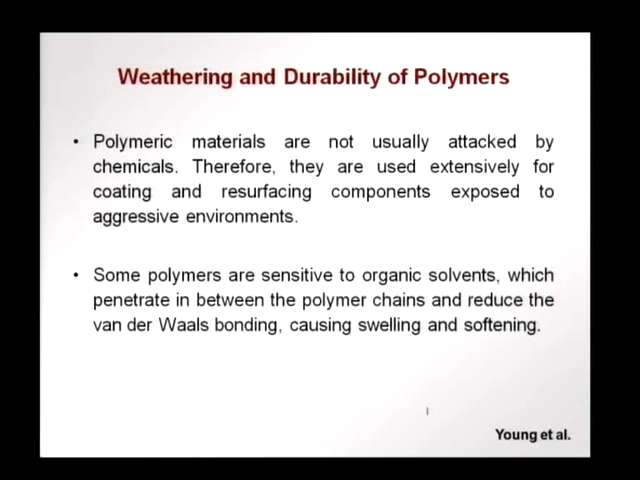 Weathering and Durability of Polymers
• Polymeric materials are not usually attacked by
chemicals. Therefore, they are used extensively for
coating and resurfacing components exposed to
aggressive environments.
• Some polymers are sensitive to organic solvents, which
penetrate in between the polymer chains and reduce the
van der Waals bonding, causing swelling and softening.
Young et al.